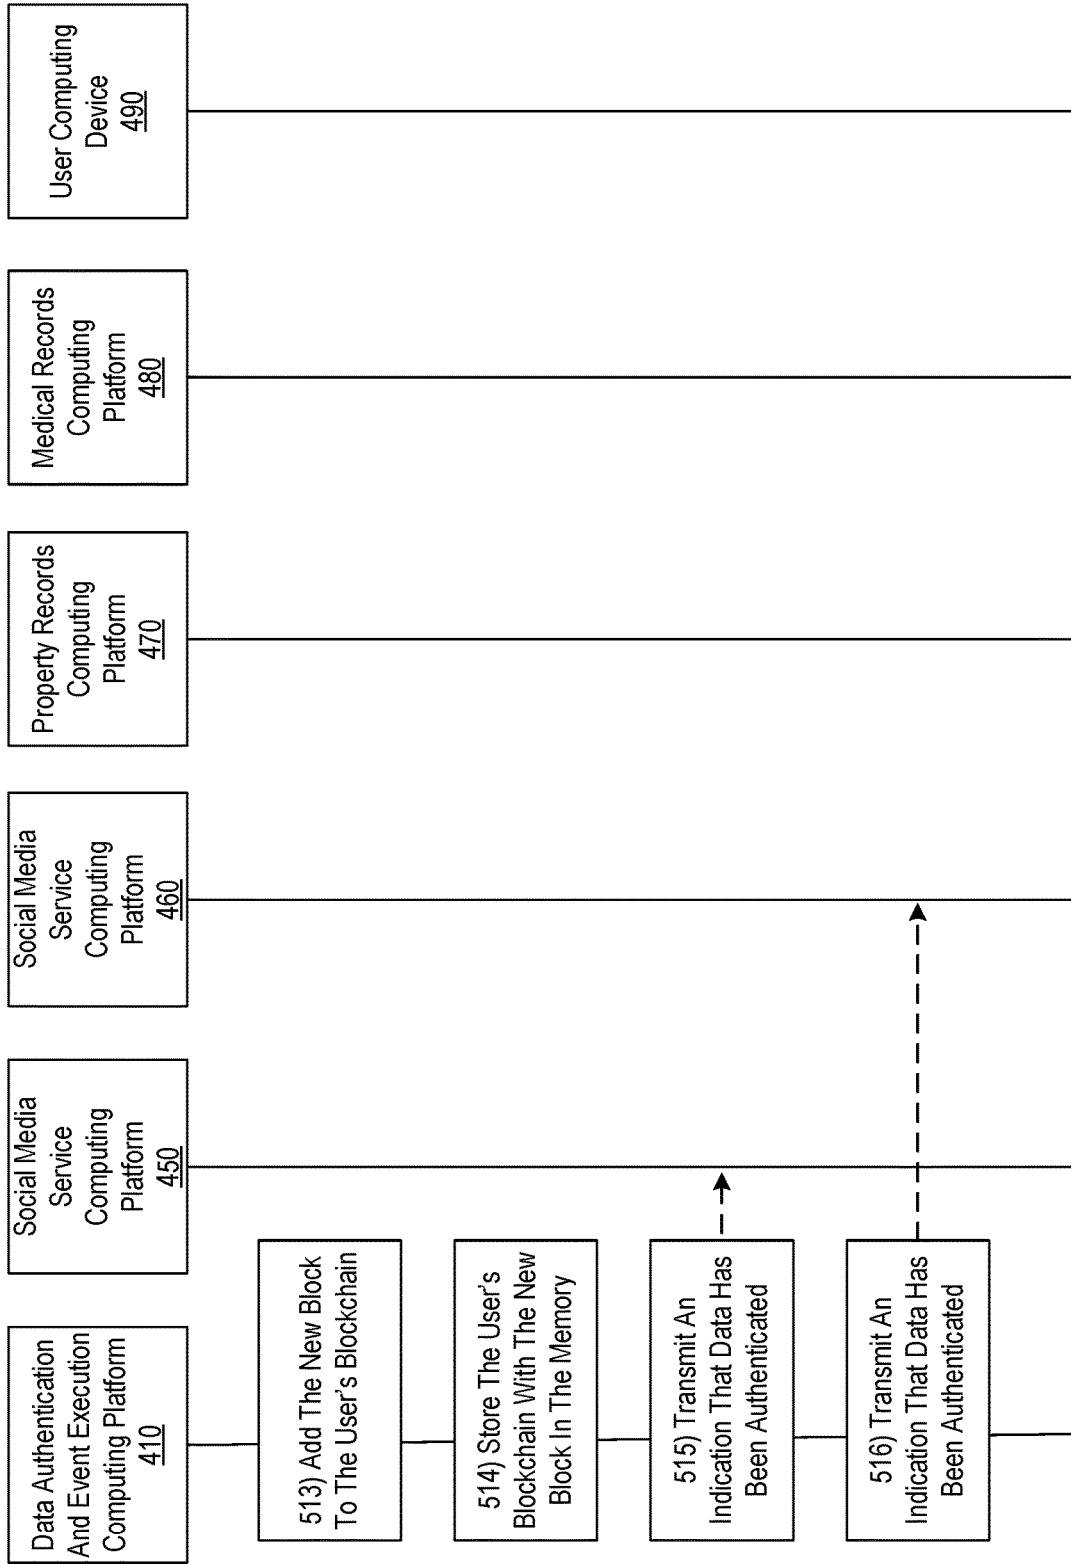 Data Authentication
And Event Execution
Computing Platform
410
Social Media
Service
Computing
Platform
450
Social Media
Service
Computing
Platform
460
Property Records
Computing
Platform
470
Medical Records
Computing
Platform
480
User Computing
Device
490
513) Add The New Block
To The User's Blockchain
514) Store The User's
Blockchain With The New
Block In The Memory
515) Transmit An
Indication That Data Has
Been Authenticated
516) Transmit An
Indication That Data Has
Been Authenticated